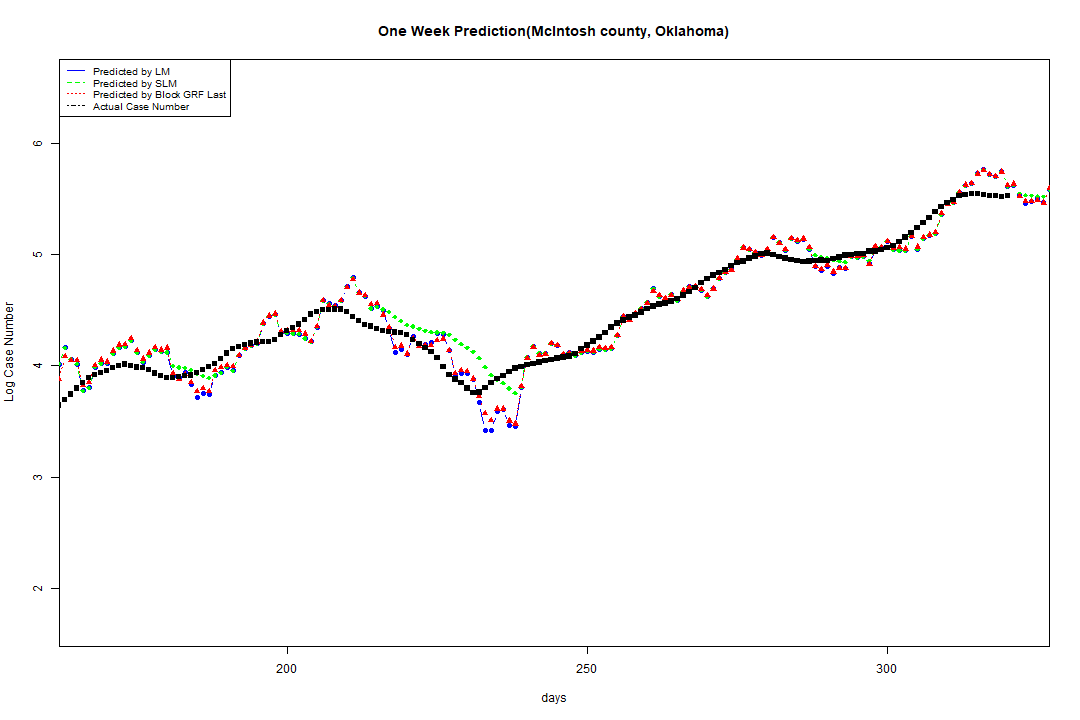 One Week Prediction(McIntosh county, Oklahoma)
Predicted by LM
Predicted by SLM
Predicted by Block GRF Last
Actual Case Number
6
5
4
3
2
Log Case Number
200 250 300
days